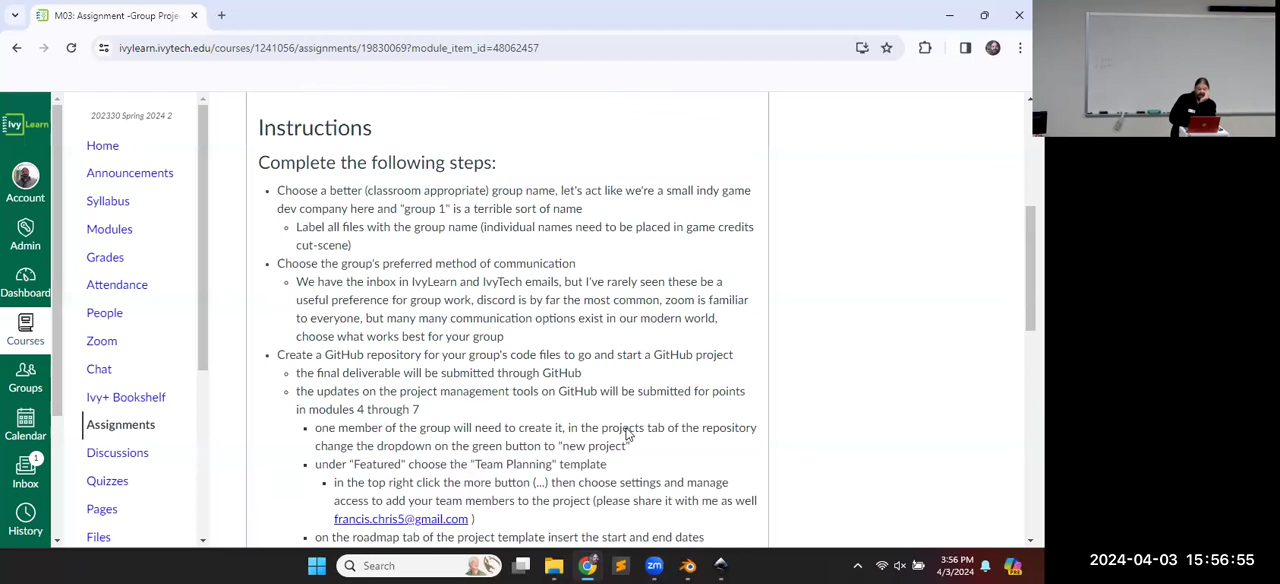 M03: Assignment -Group Proje
ivylearn.ivytech.edu/courses/1241056/assignments/19830069?module_item_id=48062457
Ivy Learn
Account
Admin
Dashboard
Courses
Groups
Calendar
1
Inbox
History
202330 Spring 2024 2
Home
Announcements
Syllabus
Modules
Grades
Attendance
People
Zoom
Chat
Ivy+ Bookshelf
Assignments
Discussions
Quizzes
Pages
Files
Instructions
Complete the following steps:
Choose a better (classroom appropriate) group name, let's act like we're a small indy game
dev company here and "group 1" is a terrible sort of name
Label all files with the group name (individual names need to be placed in game credits
cut-scene)
Choose the group's preferred method of communication
We have the inbox in IvyLearn and IvyTech emails, but I've rarely seen these be a
useful preference for group work, discord is by far the most common, zoom is familiar
to everyone, but many many communication options exist in our modern world,
choose what works best for your group
Create a GitHub repository for your group's code files to go and start a GitHub project
the final deliverable will be submitted through GitHub
the updates on the project management tools on GitHub will be submitted for points
in modules 4 through 7
one member of the group will need to create it, in the projects tab of the repository
change the dropdown on the green button to "new project"
under "Featured" choose the "Team Planning" template
in the top right click the more button (...) then choose settings and manage
access to add your team members to the project (please share it with me as well
francis.chris5@gmail.com )
on the roadmap tab of the project template insert the start and end dates
Search
3:56 PM
4/3/2024
2024-04-03 15:56:55